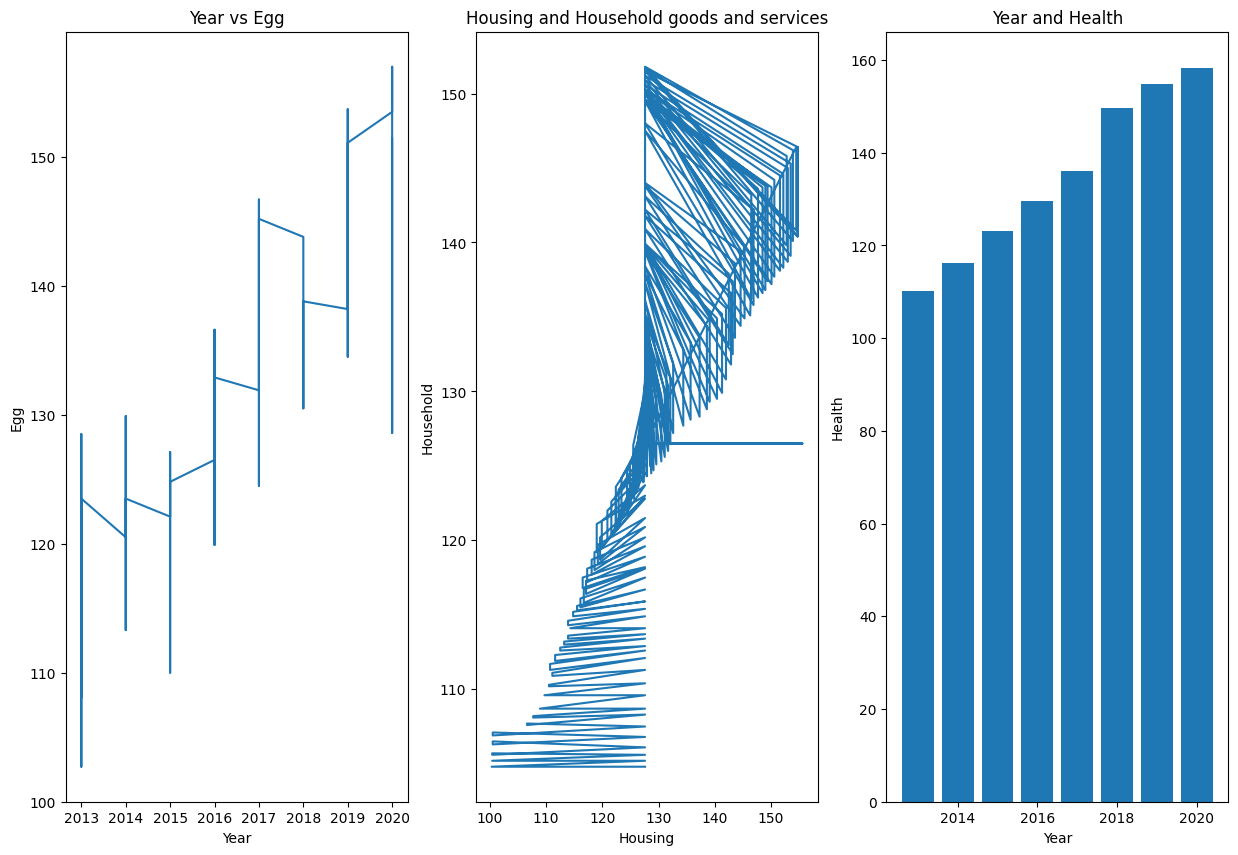 Year vs Egg
Egg
150
140
130
120
110
100
2013 2014 2015 2016 2017 2018 2019 2020
Year
Housing and Household goods and services
Household
150
140
130
120
110
100 110 120 130 140 150
Housing
Year and Health
Health
160
140
120
100
80
60
40
20
0
2014 2016 2018 2020
Year